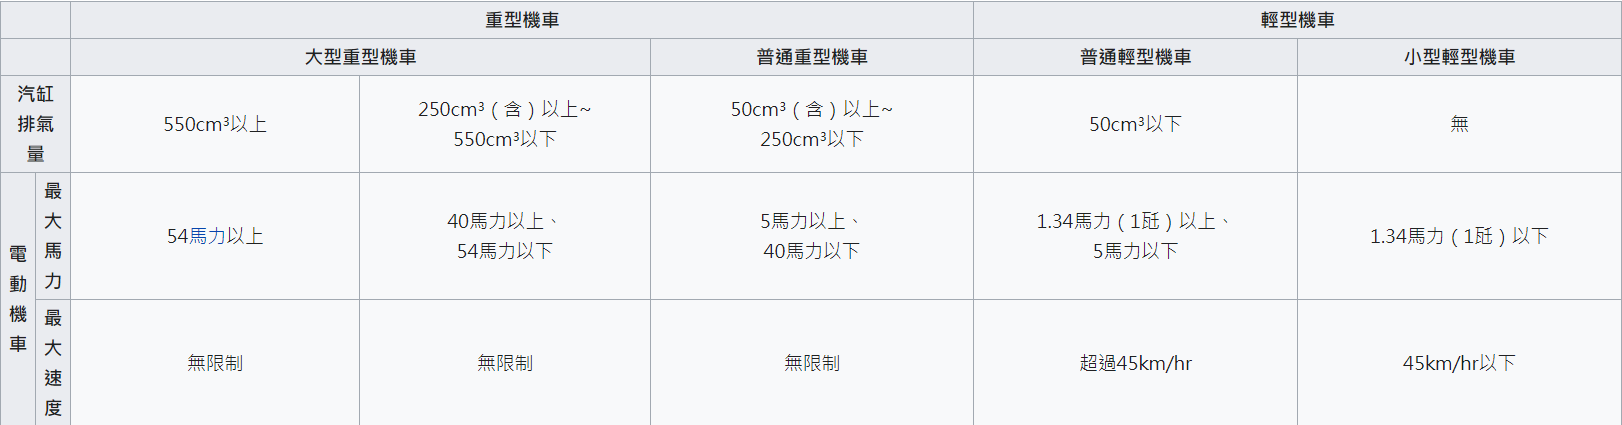 重型機車
輕型機車
大型重型機車
普通重型機車
普通輕型機車
小型輕型機車
汽缸
排氣
量
550cm³以上
250cm³（含）以上~
550cm³以下
50cm³（含）以上~
250cm³以下
50cm³以下
無
電動機車
最大馬力
54馬力以上
40馬力以上、
54馬力以下
5馬力以上、
40馬力以下
1.34馬力（1瓩）以上、
5馬力以下
1.34馬力（1瓩）以下
最大速度
無限制
無限制
無限制
超過45km/hr
45km/hr以下